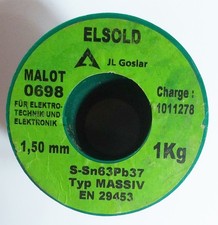 ELSOLD
JL Goslar
MALOT
0698
FÜR ELEKTRO-
TECHNIK UND
ELEKTRONIK
Charge :
1011278
1,50 mm
1Kg
S-Sn63Pb37
Typ MASSIV
EN 29453